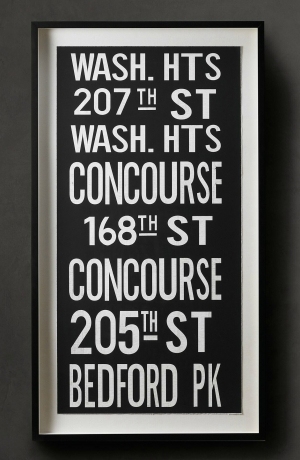 WASH. HTS
207TH ST
WASH. HTS
CONCOURSE
168TH ST
CONCOURSE
205TH ST
BEDFORD PK